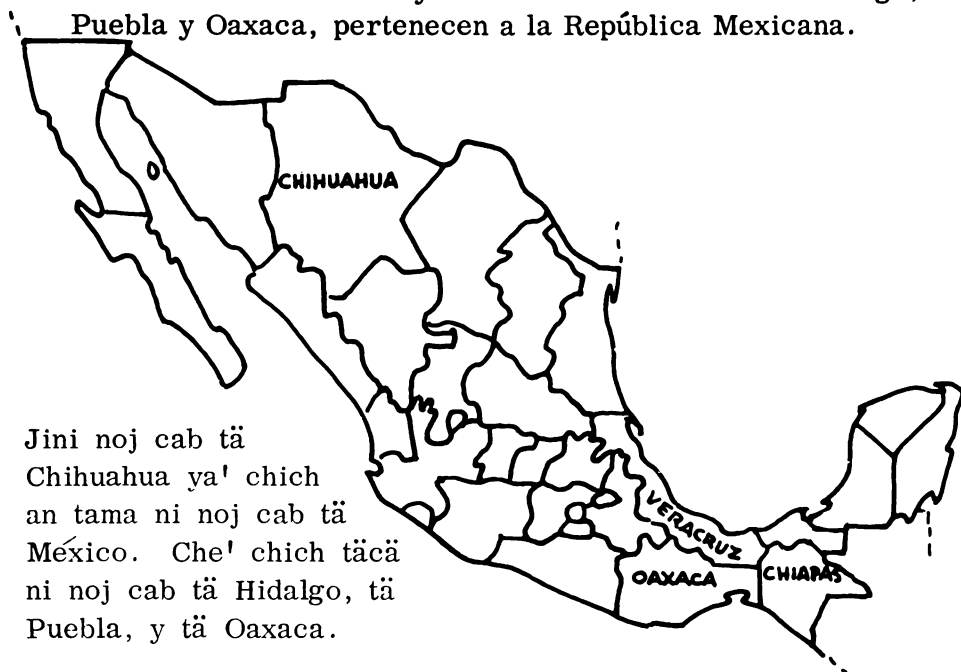 Puebla y Oaxaca, pertenecen a la República Mexicana.
CHIHUAHUA
Jini noj cab tä
Chihuahua ya' chich
an tama ni noj cab tä
México. Che' chich täcä
ni noj cab tä Hidalgo, tä
Puebla, y tä Oaxaca.
VERACRUZ
OAXACA
CHIAPAS